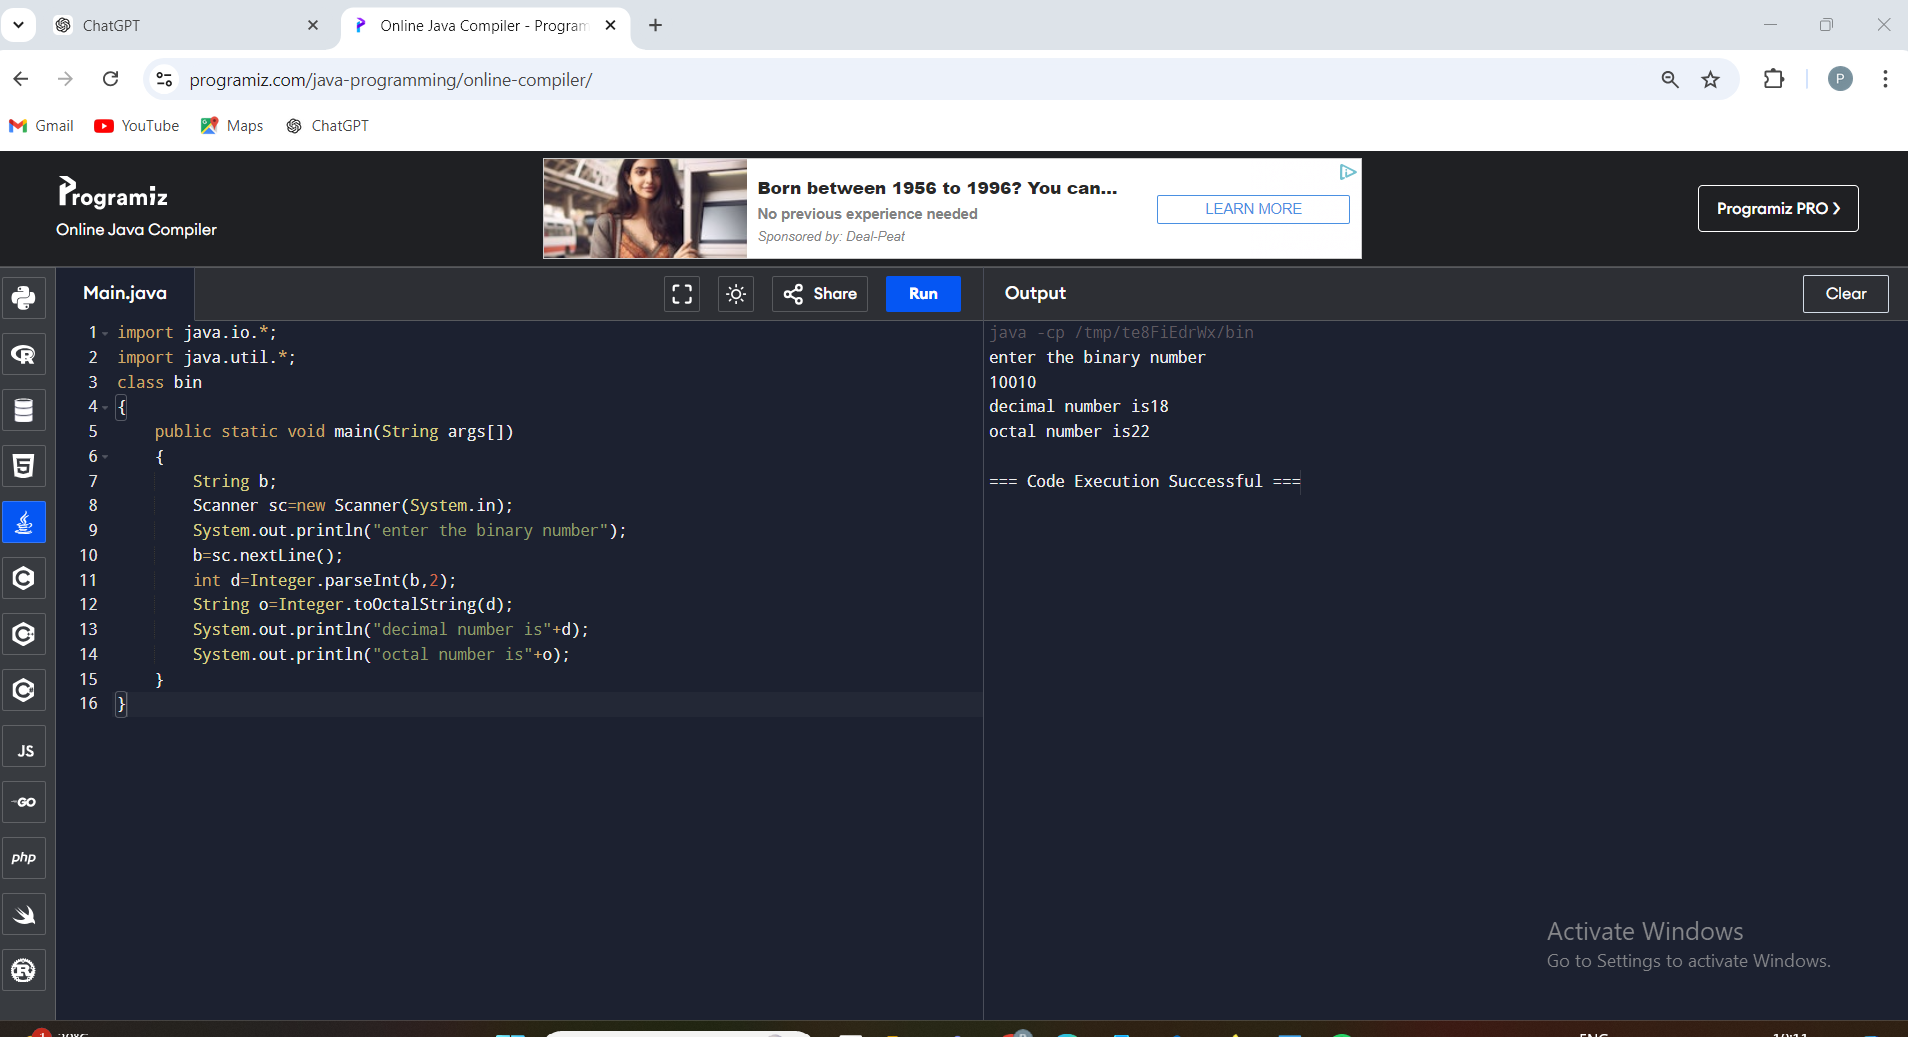 ChatGPT
Online Java Compiler - Program
programiz.com/java-programming/online-compiler/
P
Gmail YouTube Maps ChatGPT
Programiz
Online Java Compiler
Born between 1956 to 1996? You can...
No previous experience needed
Sponsored by: Deal-Peat
LEARN MORE
Programiz PRO
Main.java
Share
Run
Output
Clear
1 import java.io.*;
2 import java.util.*;
3 class bin
4 {
5     public static void main(String args[])
6     {
7         String b;
8         Scanner sc=new Scanner(System.in);
9         System.out.println("enter the binary number");
10         b=sc.nextLine();
11         int d=Integer.parseInt(b,2);
12         String o=Integer.toOctalString(d);
13         System.out.println("decimal number is"+d);
14         System.out.println("octal number is"+o);
15     }
16 }
java -cp /tmp/te8FiEdrWx/bin
enter the binary number
10010
decimal number is18
octal number is22
=== Code Execution Successful ===
R
5
C
C
C
JS
GO
php
R
Activate Windows
Go to Settings to activate Windows.